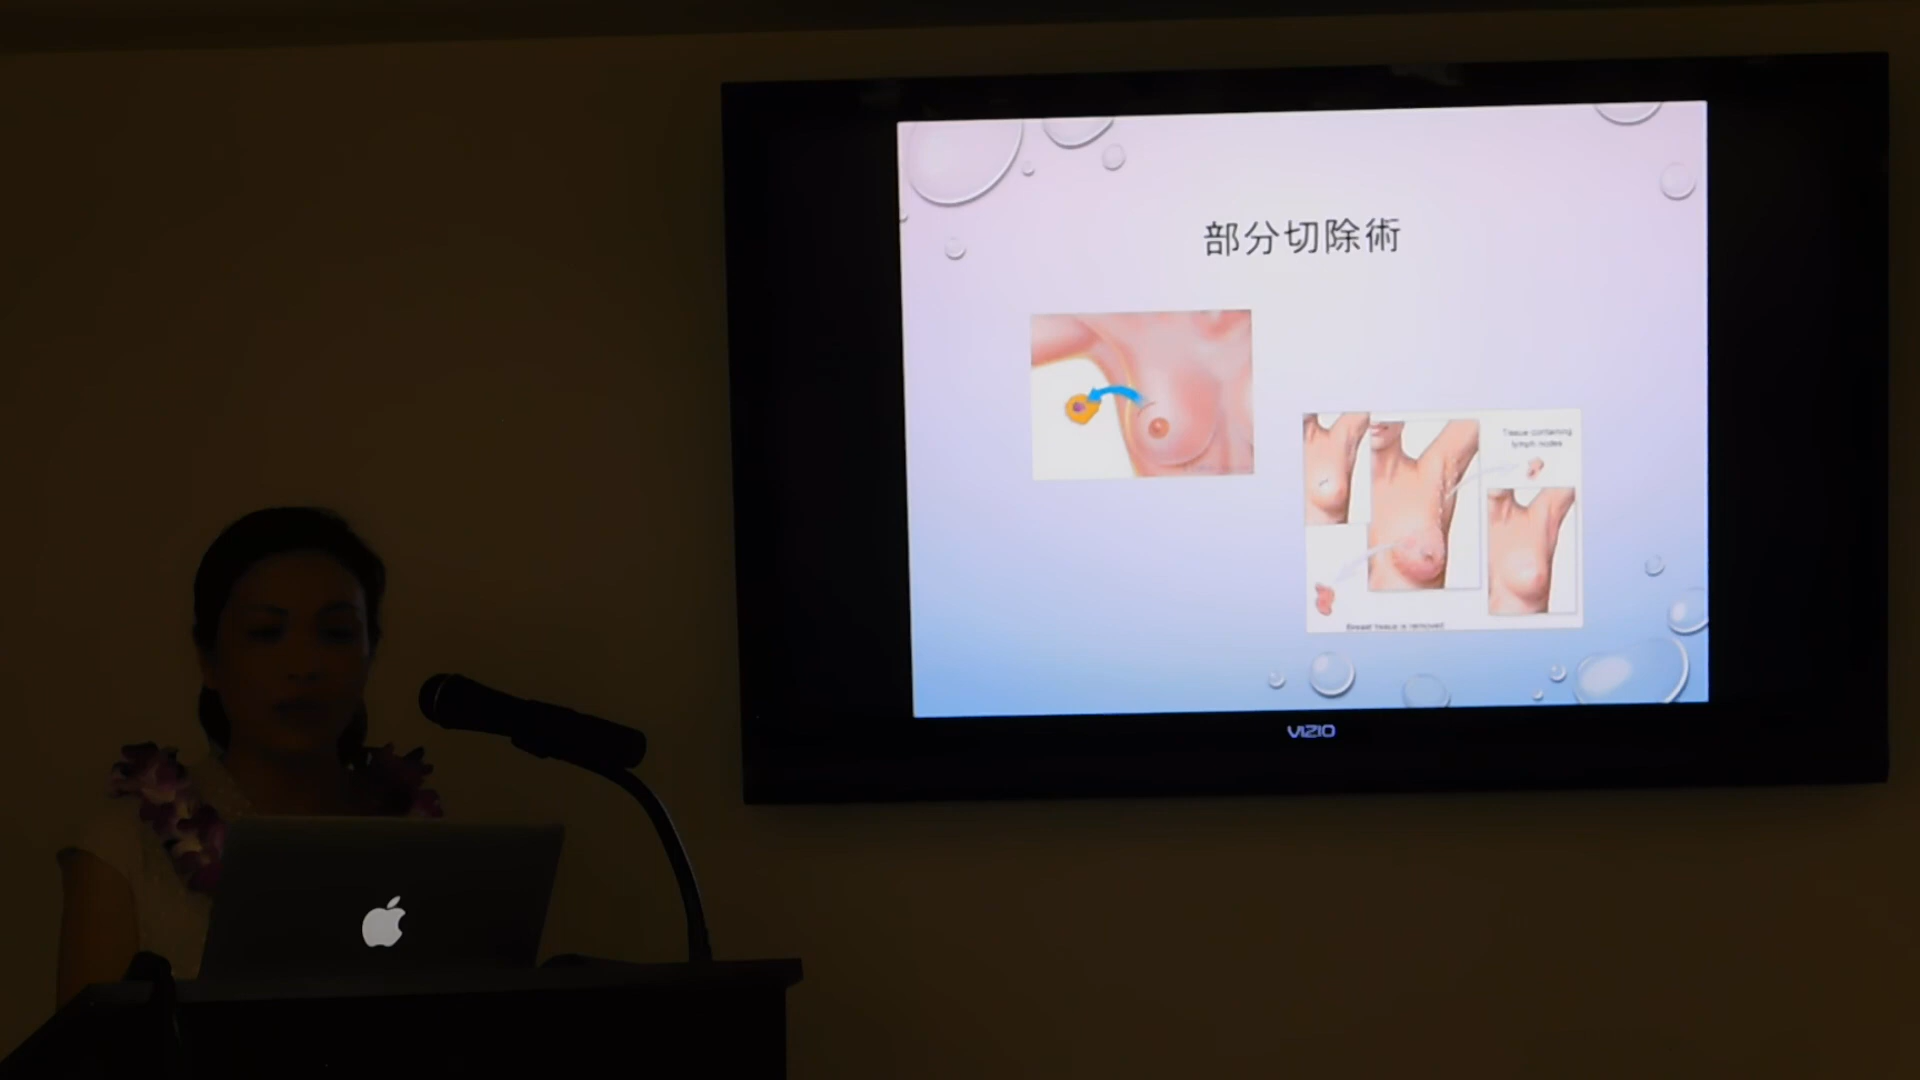 部分切除術
Tissue containing
lymph nodes
Breast tissue is removed
VIZIO